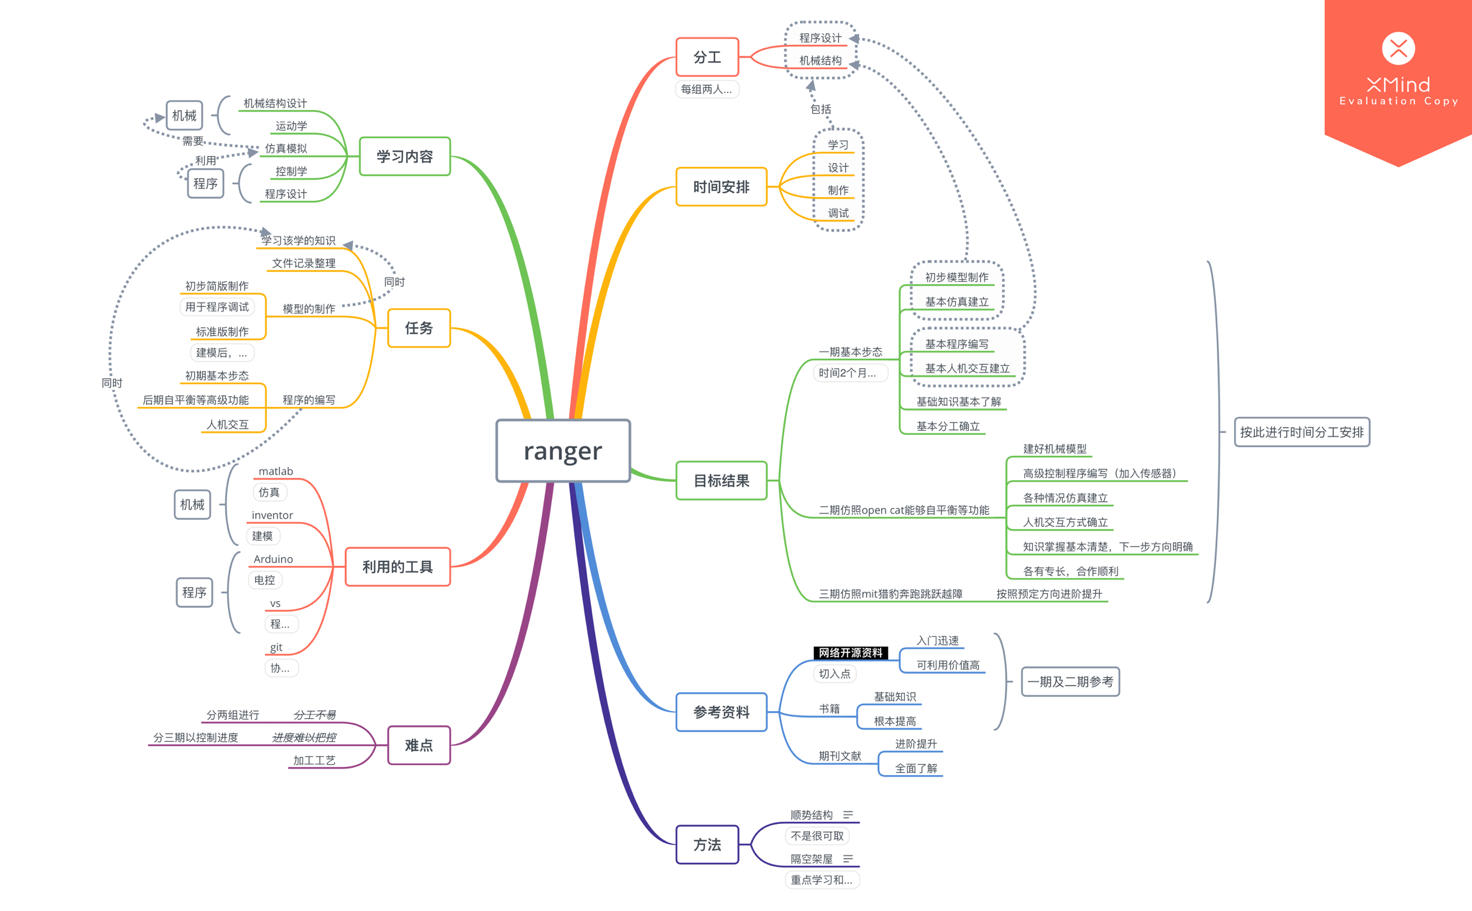 XMind
Evaluation Copy
ranger
分工
每组两人...
程序设计
机械结构
包括
时间安排
学习
设计
制作
调试
目标结果
一期基本步态
时间2个月...
初步模型制作
基本仿真建立
基本程序编写
基本人机交互建立
基础知识基本了解
基本分工确立
二期仿照open cat能够自平衡等功能
建好机械模型
高级控制程序编写（加入传感器）
各种情况仿真建立
人机交互方式确立
知识掌握基本清楚，下一步方向明确
各有专长，合作顺利
三期仿照mit猎豹奔跑跳跃越障
按照预定方向进阶提升
按此进行时间分工安排
参考资料
网络开源资料
切入点
入门迅速
可利用价值高
书籍
基础知识
根本提高
期刊文献
进阶提升
全面了解
一期及二期参考
方法
顺势结构
不是很可取
隔空架屋
重点学习和...
学习内容
机械结构设计
运动学
仿真模拟
控制学
程序设计
机械
需要
利用
程序
任务
学习该学的知识
文件记录整理
模型的制作
初步简版制作
用于程序调试
标准版制作
建模后，...
程序的编写
初期基本步态
后期自平衡等高级功能
人机交互
同时
同时
利用的工具
matlab
仿真
inventor
建模
Arduino
电控
vs
程...
git
协...
机械
程序
难点
分工不易
分两组进行
进度难以把控
分三期以控制进度
加工工艺